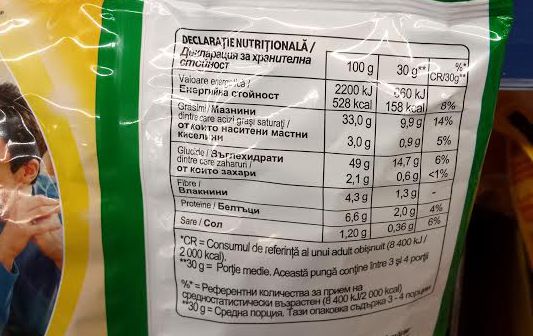 DECLARAȚIE NUTRIȚIONALĂ / 
Декларация за хранителна
стойност 100 g 30 g** %*
CR/30g**
Valoare energetică /
Енергийна стойност 2200 kJ 660 kJ
528 kcal 158 kcal 8%
Grăsimi / Мазнини 33,0 g 9,9 g 14%
dintre care acizi grași saturați /
от които наситени мастни
киселини 3,0 g 0,9 g 5%
Glucide / Въглехидрати 49 g 14,7 g 6%
dintre care zaharuri /
от които захари 2,1 g 0,6 g <1%
Fibre /
Влакнини 4,3 g 1,3 g -
Proteine / Белтъци 6,6 g 2,0 g 4%
Sare / Сол 1,20 g 0,36 g 6%
*CR = Consumul de referință al unui adult obișnuit (8 400 kJ /
2 000 kcal).
**30 g = Porție medie. Această pungă conține între 3 și 4 porții
%* = Референтни количества за прием на
средностатистически възрастен (8 400 kJ/2 000 kcal)
**30 g = Средна порция. Тази опаковка съдържа 3 - 4 порции